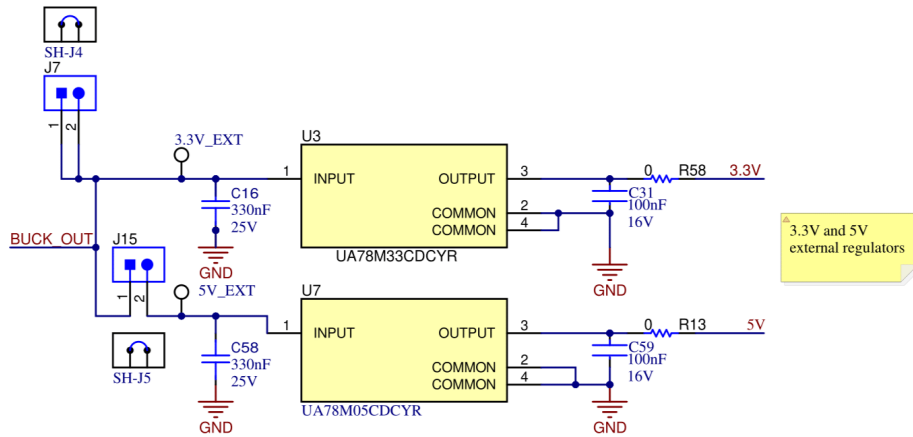 SH-J4
J7
1
2
3.3V_EXT
U3
1
INPUT
OUTPUT
3
COMMON
2
COMMON
4
UA78M33CDCYR
C16
330nF
25V
GND
0
R58
3.3V
C31
100nF
16V
GND
BUCK_OUT
J15
1
2
5V_EXT
SH-J5
U7
1
INPUT
OUTPUT
3
COMMON
2
COMMON
4
UA78M05CDCYR
C58
330nF
25V
GND
0
R13
5V
C59
100nF
16V
GND
3.3V and 5V
external regulators